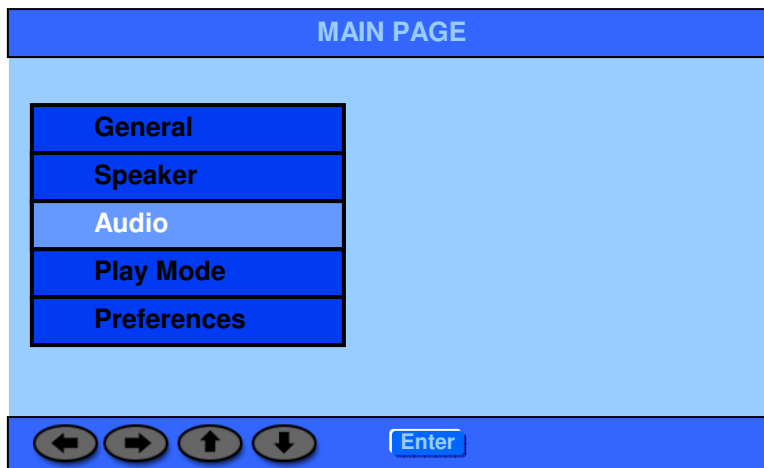 MAIN PAGE
General
Speaker
Audio
Play Mode
Preferences
Enter